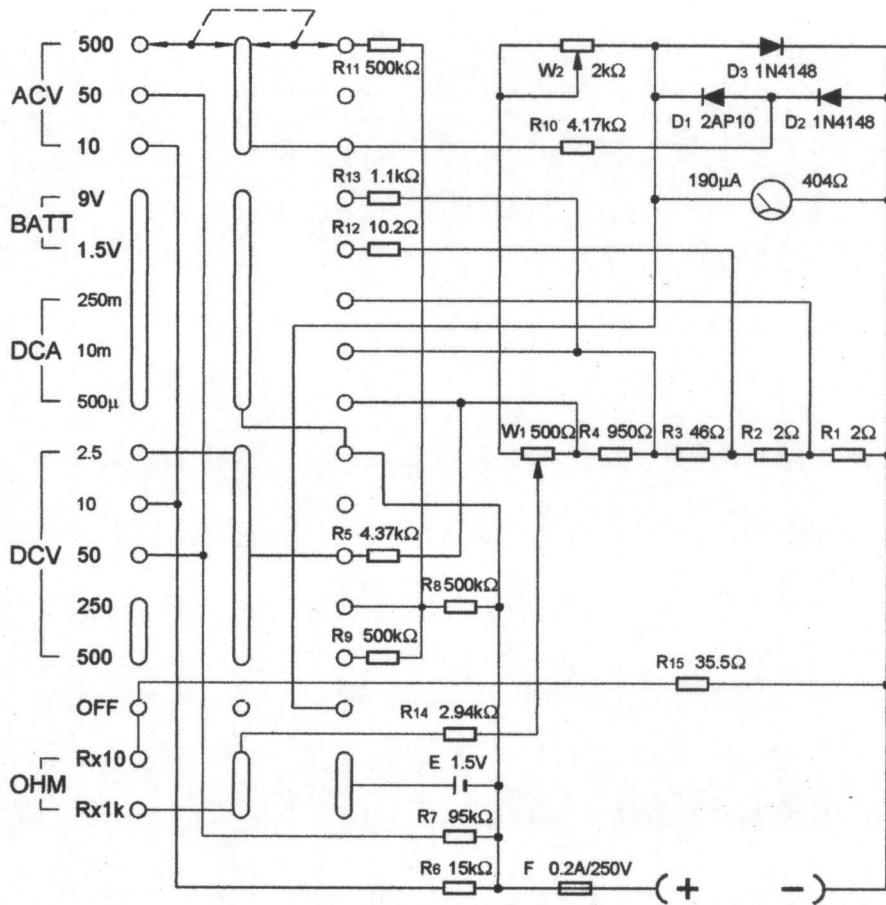 500
ACV 50
10
9V
BATT
1.5V
250m
DCA 10m
500μ
2.5
10
DCV 50
250
500
OFF
Rx10
OHM
Rx1k
R11 500kΩ
W2 2kΩ
D3 1N4148
D1 2AP10
D2 1N4148
R10 4.17kΩ
R13 1.1kΩ
190μA
404Ω
R12 10.2Ω
W1 500Ω
R4 950Ω
R3 46Ω
R2 2Ω
R1 2Ω
R5 4.37kΩ
R8 500kΩ
R9 500kΩ
R15 35.5Ω
R14 2.94kΩ
E 1.5V
R7 95kΩ
R6 15kΩ
F 0.2A/250V
+
−